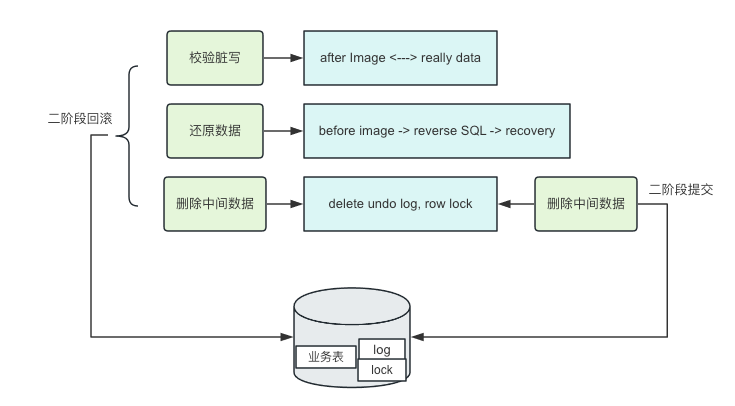 校验脏写
after Image <---> really data
二阶段回滚
还原数据
before image -> reverse SQL -> recovery
删除中间数据
delete undo log, row lock
删除中间数据
二阶段提交
业务表
log
lock